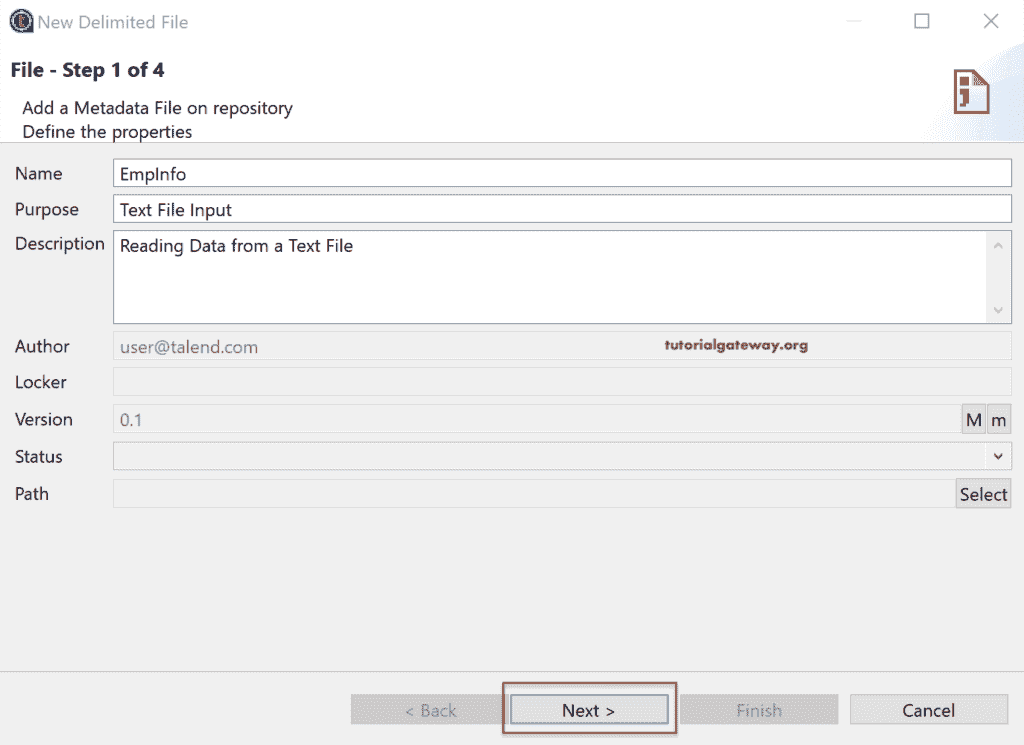 New Delimited File
File - Step 1 of 4
Add a Metadata File on repository
Define the properties
Name EmpInfo
Purpose Text File Input
Description Reading Data from a Text File
Author user@talend.com tutorialgateway.org
Locker
Version 0.1 M m
Status
Path Select
< Back Next > Finish Cancel